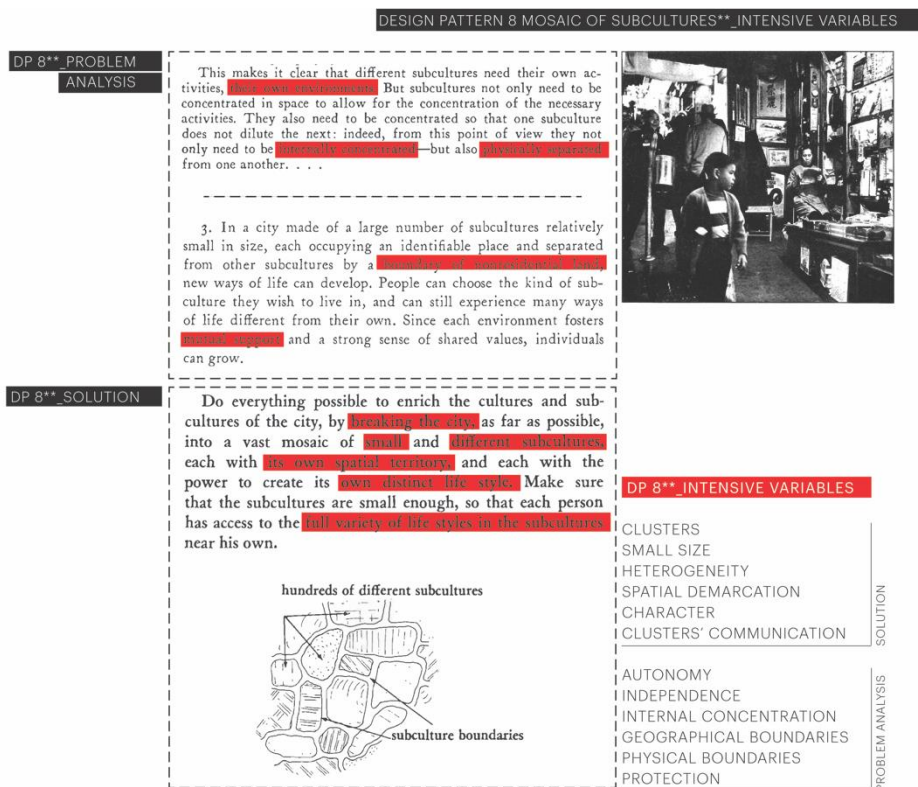 DESIGN PATTERN 8 MOSAIC OF SUBCULTURES**_INTENSIVE VARIABLES
DP 8**_PROBLEM
ANALYSIS
This makes it clear that different subcultures need their own ac-
tivities, their own environments. But subcultures not only need to be
concentrated in space to allow for the concentration of the necessary
activities. They also need to be concentrated so that one subculture
does not dilute the next: indeed, from this point of view they not
only need to be internally concentrated—but also physically separated
from one another. . . .
3. In a city made of a large number of subcultures relatively
small in size, each occupying an identifiable place and separated
from other subcultures by a boundary of nonresidential land,
new ways of life can develop. People can choose the kind of sub-
culture they wish to live in, and can still experience many ways
of life different from their own. Since each environment fosters
mutual support and a strong sense of shared values, individuals
can grow.
DP 8**_SOLUTION
Do everything possible to enrich the cultures and sub-
cultures of the city, by breaking the city, as far as possible,
into a vast mosaic of small and different subcultures,
each with its own spatial territory, and each with the
power to create its own distinct life style. Make sure
that the subcultures are small enough, so that each person
has access to the full variety of life styles in the subcultures
near his own.
hundreds of different subcultures
subculture boundaries
DP 8**_INTENSIVE VARIABLES
CLUSTERS
SMALL SIZE
HETEROGENEITY
SPATIAL DEMARCATION
CHARACTER
CLUSTERS' COMMUNICATION
SOLUTION
AUTONOMY
INDEPENDENCE
INTERNAL CONCENTRATION
GEOGRAPHICAL BOUNDARIES
PHYSICAL BOUNDARIES
PROTECTION
PROBLEM ANALYSIS